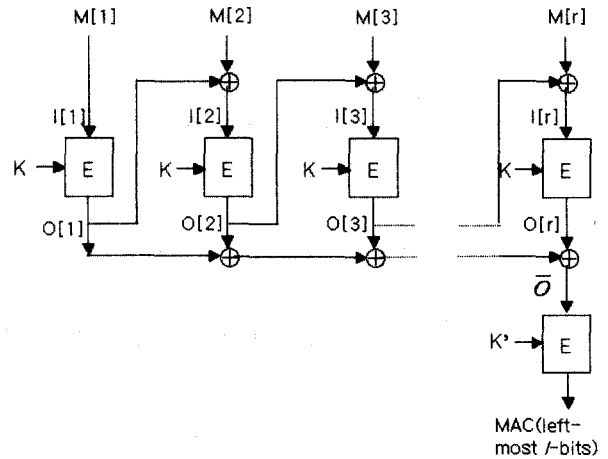 M[1] M[2] M[3] M[r]
I[1] I[2] I[3] I[r]
K E K E K E K E
O[1] O[2] O[3] O[r]
O̅
K' E
MAC(left-
most l-bits)